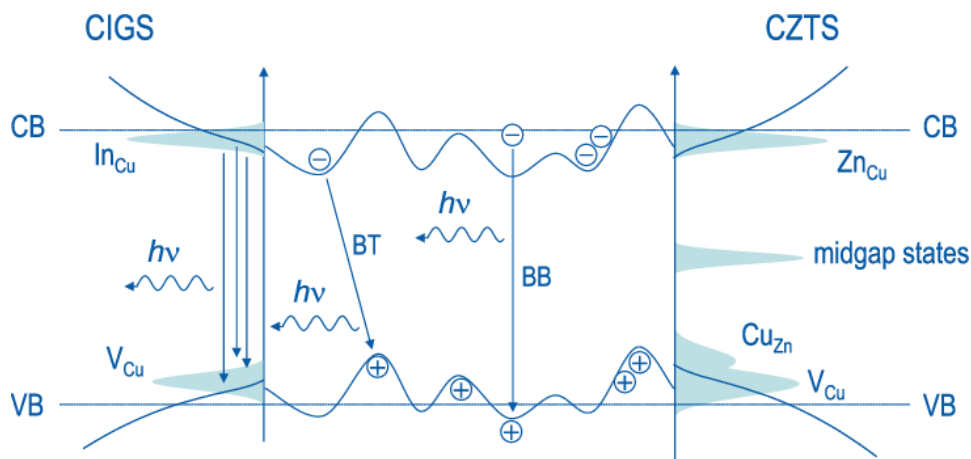 CIGS
CZTS
CB
CB
In_Cu
Zn_Cu
hν
midgap states
BT
hν
BB
hν
Cu_Zn
V_Cu
V_Cu
VB
VB